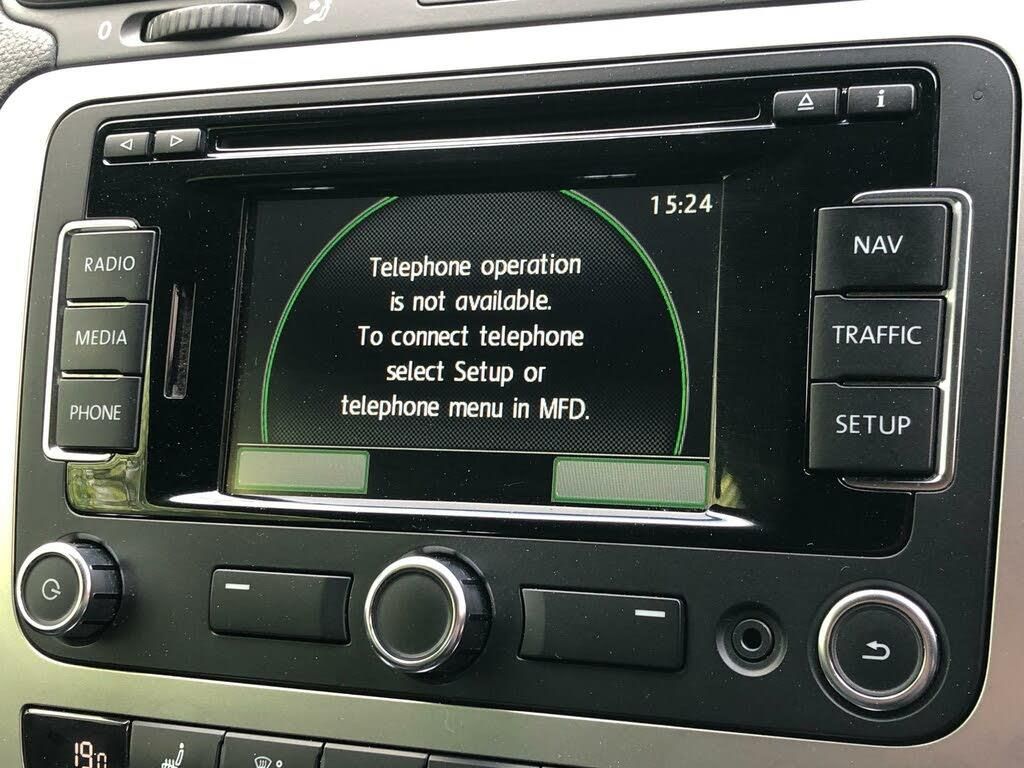 0
i
15:24
RADIO
MEDIA
PHONE
Telephone operation
is not available.
To connect telephone
select Setup or
telephone menu in MFD.
NAV
TRAFFIC
SETUP
19.0